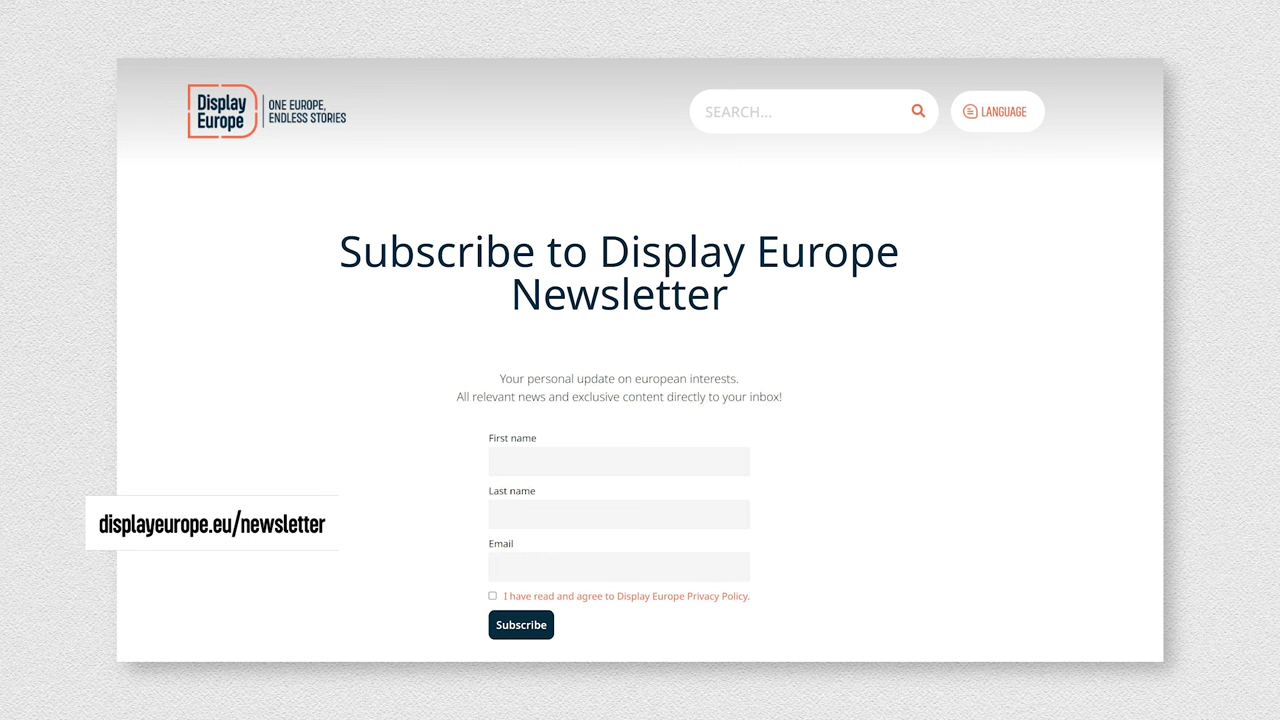 Display
Europe
ONE EUROPE,
ENDLESS STORIES
SEARCH...
LANGUAGE
Subscribe to Display Europe
Newsletter
Your personal update on european interests.
All relevant news and exclusive content directly to your inbox!
First name
Last name
displayeurope.eu/newsletter
Email
I have read and agree to Display Europe Privacy Policy.
Subscribe